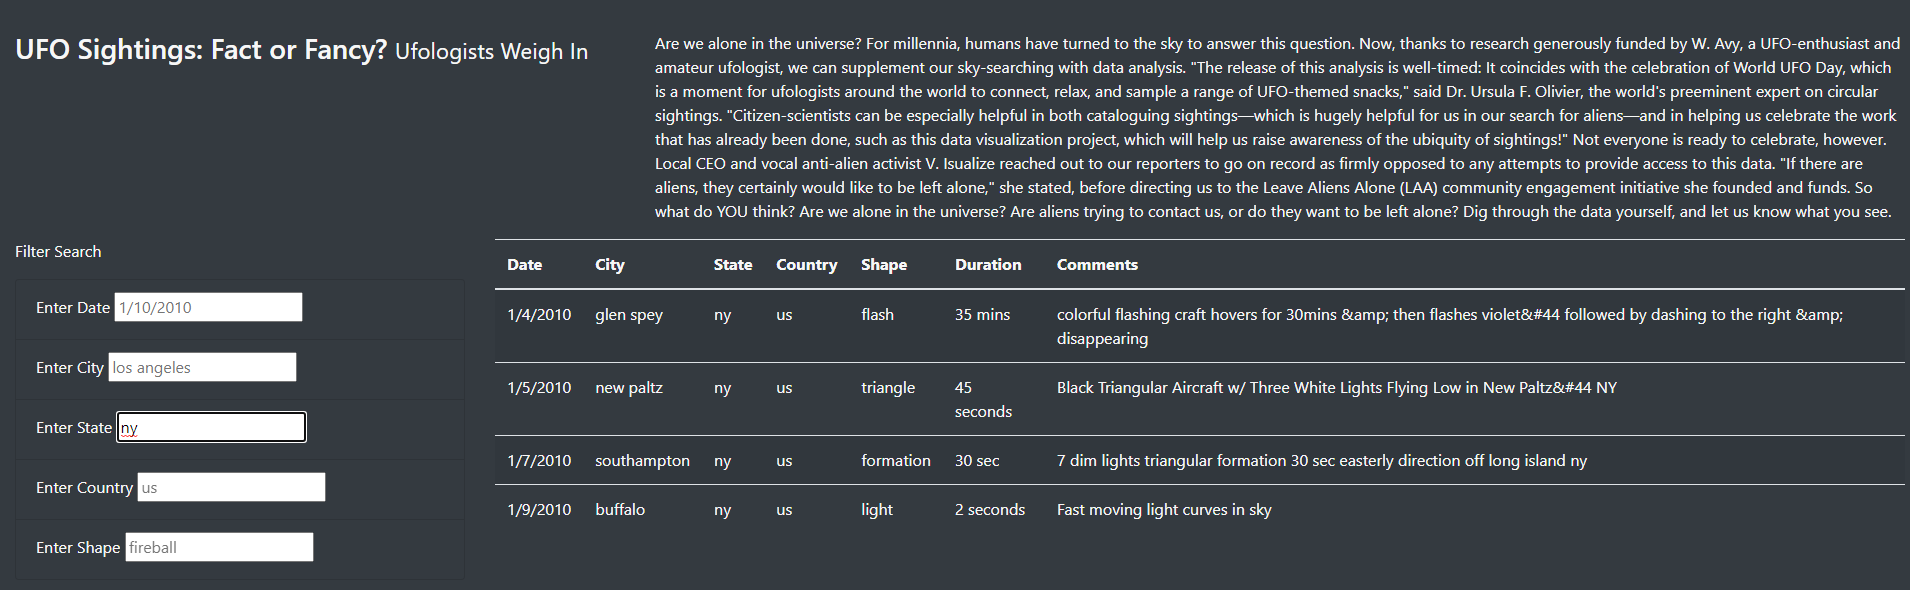 UFO Sightings: Fact or Fancy? Ufologists Weigh In
Are we alone in the universe? For millennia, humans have turned to the sky to answer this question. Now, thanks to research generously funded by W. Avy, a UFO-enthusiast and
amateur ufologist, we can supplement our sky-searching with data analysis. "The release of this analysis is well-timed: It coincides with the celebration of World UFO Day, which
is a moment for ufologists around the world to connect, relax, and sample a range of UFO-themed snacks," said Dr. Ursula F. Olivier, the world's preeminent expert on circular
sightings. "Citizen-scientists can be especially helpful in both cataloguing sightings—which is hugely helpful for us in our search for aliens—and in helping us celebrate the work
that has already been done, such as this data visualization project, which will help us raise awareness of the ubiquity of sightings!" Not everyone is ready to celebrate, however.
Local CEO and vocal anti-alien activist V. Isualize reached out to our reporters to go on record as firmly opposed to any attempts to provide access to this data. "If there are
aliens, they certainly would like to be left alone," she stated, before directing us to the Leave Aliens Alone (LAA) community engagement initiative she founded and funds. So
what do YOU think? Are we alone in the universe? Are aliens trying to contact us, or do they want to be left alone? Dig through the data yourself, and let us know what you see.
Filter Search
Enter Date 1/10/2010
Enter City los angeles
Enter State ny
Enter Country us
Enter Shape fireball
Date City State Country Shape Duration Comments
1/4/2010 glen spey ny us flash 35 mins colorful flashing craft hovers for 30mins &amp; then flashes violet&#44 followed by dashing to the right &amp;
disappearing
1/5/2010 new paltz ny us triangle 45 Black Triangular Aircraft w/ Three White Lights Flying Low in New Paltz&#44 NY
seconds
1/7/2010 southampton ny us formation 30 sec 7 dim lights triangular formation 30 sec easterly direction off long island ny
1/9/2010 buffalo ny us light 2 seconds Fast moving light curves in sky